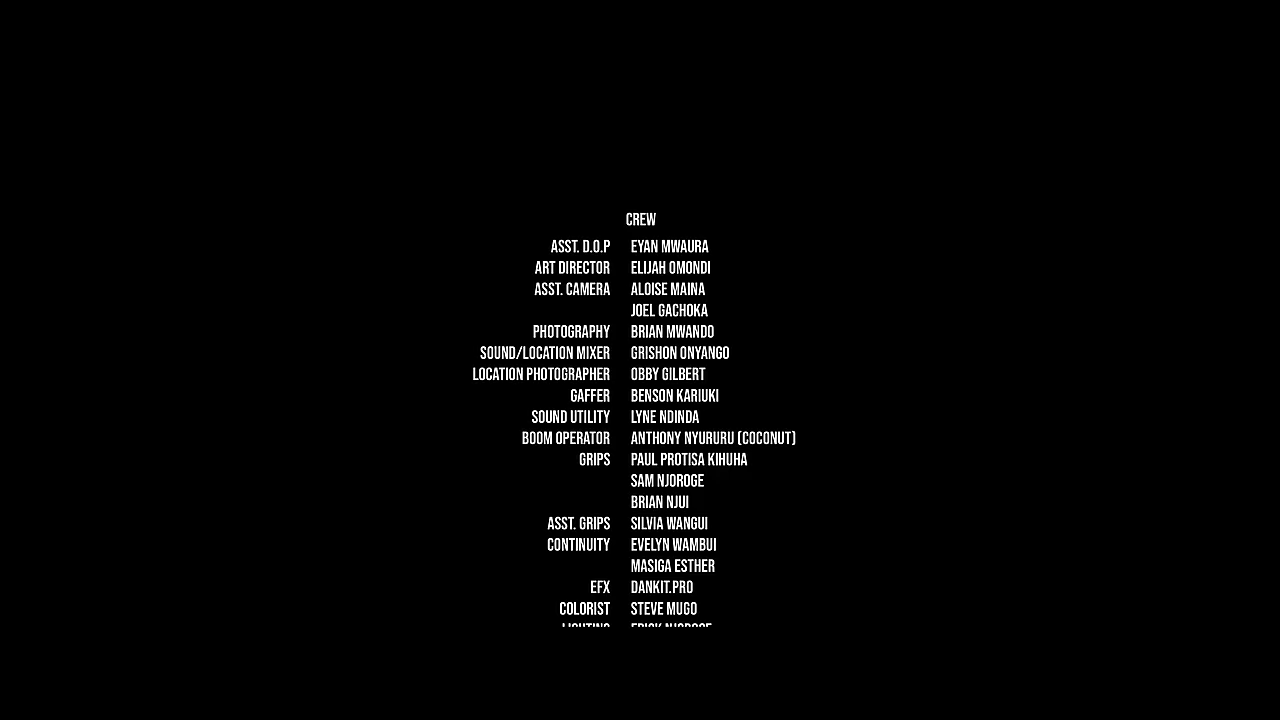 CREW
ASST. D.O.P EYAN MWAURA
ART DIRECTOR ELIJAH OMONDI
ASST. CAMERA ALOISE MAINA
JOEL GACHOKA
PHOTOGRAPHY BRIAN MWANDO
SOUND/LOCATION MIXER GRISHON ONYANGO
LOCATION PHOTOGRAPHER OBBY GILBERT
GAFFER BENSON KARIUKI
SOUND UTILITY LYNE NDINDA
BOOM OPERATOR ANTHONY NYURURU (COCONUT)
GRIPS PAUL PROTISA KIHUHA
SAM NJOROGE
BRIAN NJUI
ASST. GRIPS SILVIA WANGUI
CONTINUITY EVELYN WAMBUI
MASIGA ESTHER
EFX DANKIT.PRO
COLORIST STEVE MUGO